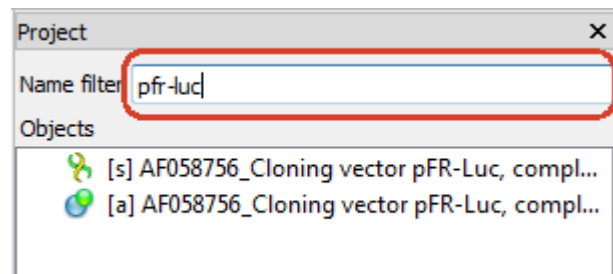 Project
Name filter pfr-luc
Objects
[s] AF058756_Cloning vector pFR-Luc, compl...
[a] AF058756_Cloning vector pFR-Luc, compl...